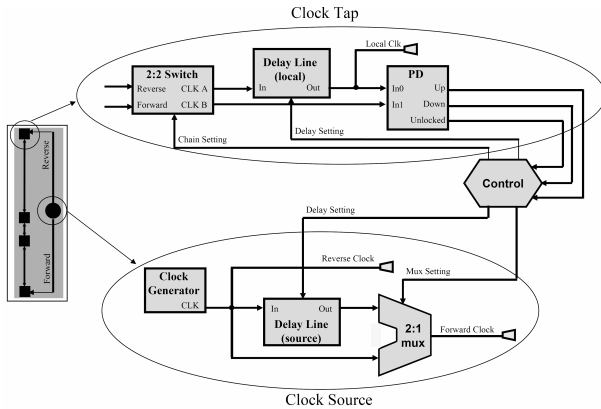 Clock Tap
Local Clk
2:2 Switch
Reverse CLK A
Forward CLK B
Delay Line
(local)
In Out
PD
In0 Up
In1 Down
Unlocked
Chain Setting
Delay Setting
Control
Reverse
Forward
Delay Setting
Reverse Clock
Mux Setting
Clock
Generator
CLK
In Out
Delay Line
(source)
2:1
mux
Forward Clock
Clock Source